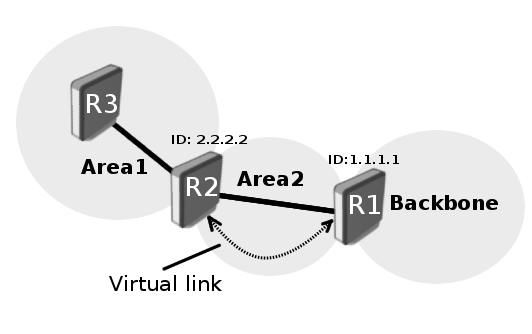 R3
ID: 2.2.2.2
Area1
ID:1.1.1.1
R2
Area2
R1
Backbone
Virtual link